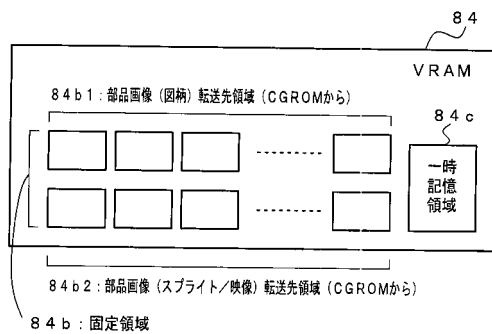 84
VRAM
84b1:部品画像(図柄)転送先領域(CGROMから)
84c
一時
記憶
領域
84b2:部品画像(スプライト/映像)転送先領域(CGROMから)
84b:固定領域